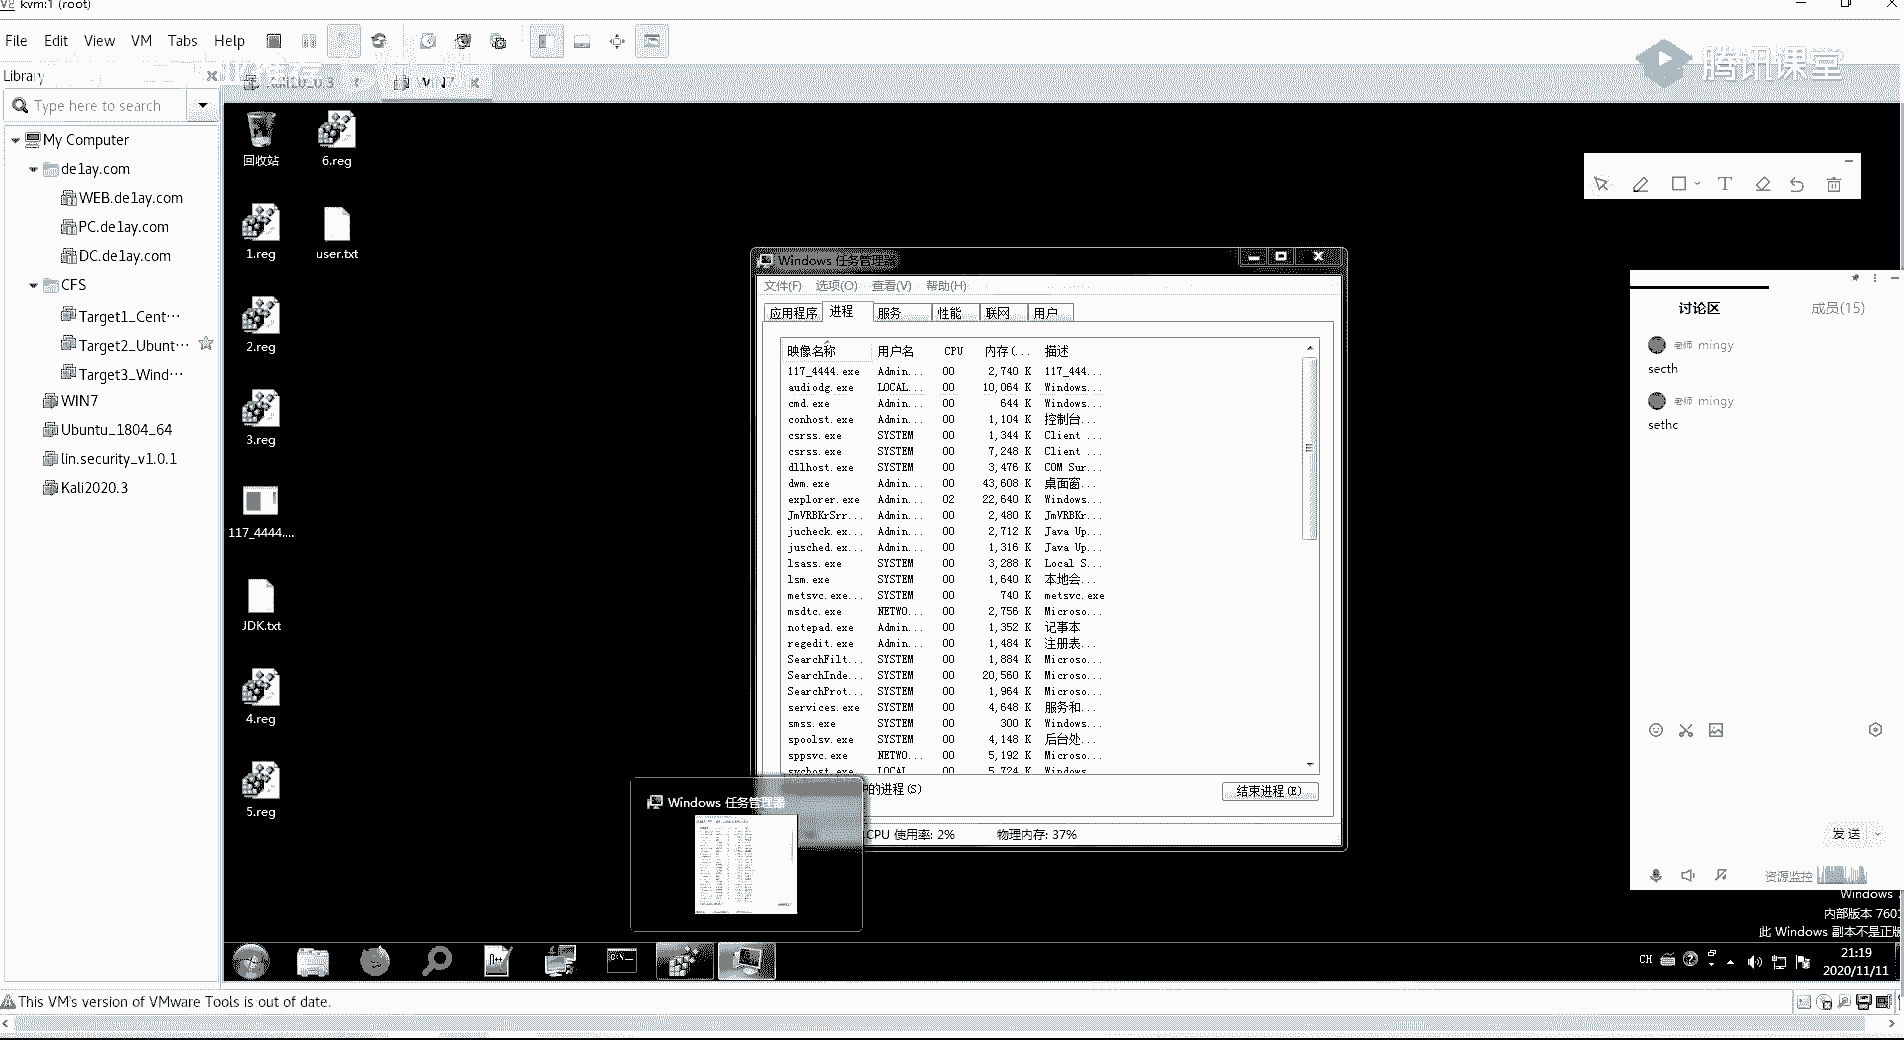 kvm:1 (root)
File Edit View VM Tabs Help
腾讯课堂
Library
WIN7
Type here to search
My Computer
de1ay.com
WEB.de1ay.com
PC.de1ay.com
DC.de1ay.com
CFS
Target1_Cent···
Target2_Ubunt···
Target3_Wind···
WIN7
Ubuntu_1804_64
lin.security_v1.0.1
Kali2020.3
回收站
6.reg
1.reg
user.txt
2.reg
3.reg
117_4444....
JDK.txt
4.reg
5.reg
Windows 任务管理器
文件(F) 选项(O) 查看(V) 帮助(H)
应用程序 进程 服务 性能 联网 用户
映像名称 用户名 CPU 内存(... 描述
117_4444.exe Admin... 00 2,740 K 117_444...
audiodg.exe LOCAL... 00 10,064 K Windows...
cmd.exe Admin... 00 644 K Windows...
conhost.exe Admin... 00 1,104 K 控制台...
csrss.exe SYSTEM 00 1,344 K Client ...
csrss.exe SYSTEM 00 7,248 K Client ...
dllhost.exe SYSTEM 00 3,476 K COM Sur...
dwm.exe Admin... 00 43,608 K 桌面窗...
explorer.exe Admin... 02 22,640 K Windows...
JmVRBKrSrr... Admin... 00 2,480 K JmVRBKr...
jucheck.ex... Admin... 00 2,712 K Java Up...
jusched.ex... Admin... 00 1,316 K Java Up...
lsass.exe SYSTEM 00 3,288 K Local S...
lsm.exe SYSTEM 00 1,640 K 本地会...
metsvc.exe... SYSTEM 00 740 K metsvc.exe
msdtc.exe NETWO... 00 2,756 K Microso...
notepad.exe Admin... 00 1,352 K 记事本
regedit.exe Admin... 00 1,484 K 注册表...
SearchFilt... SYSTEM 00 1,884 K Microso...
SearchInde... SYSTEM 00 20,560 K Microso...
SearchProt... SYSTEM 00 1,964 K Microso...
services.exe SYSTEM 00 4,648 K 服务和...
smss.exe SYSTEM 00 300 K Windows...
spoolsv.exe SYSTEM 00 4,148 K 后台处...
sppsvc.exe NETWO... 00 5,192 K Microso...
svchost.exe LOCAL 00 5,724 K Windows
的进程(S) 结束进程(E)
CPU 使用率: 2% 物理内存: 37%
Windows 任务管理器
讨论区 成员(15)
老师 mingy
secth
老师 mingy
sethc
发送
资源监控
Windows
内部版本 7601
此 Windows 副本不是正版
CH
21:19
2020/11/11
This VM's version of VMware Tools is out of date.